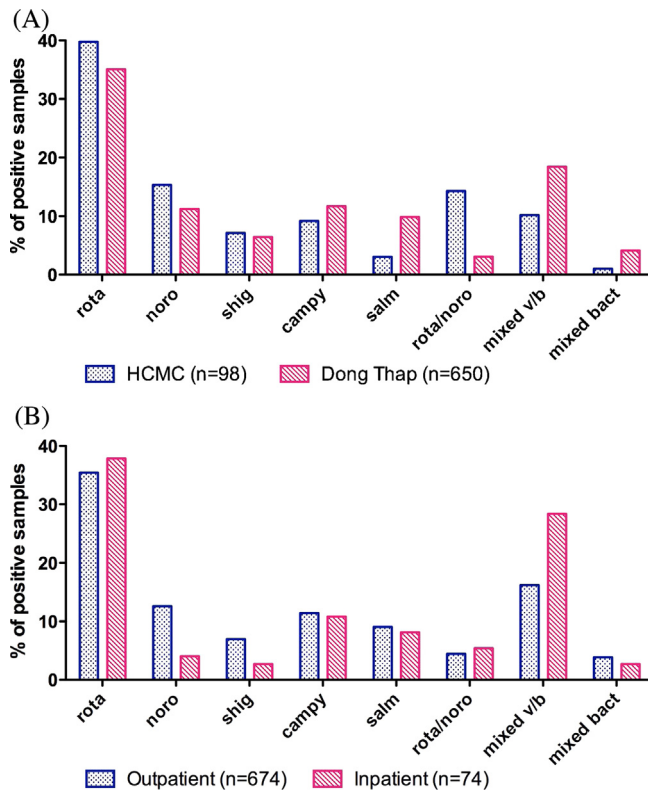 (A)
% of positive samples
40
30
20
10
0
rota
noro
shig
campy
salm
rota/noro
mixed v/b
mixed bact
HCMC (n=98)
Dong Thap (n=650)
(B)
% of positive samples
40
30
20
10
0
rota
noro
shig
campy
salm
rota/noro
mixed v/b
mixed bact
Outpatient (n=674)
Inpatient (n=74)